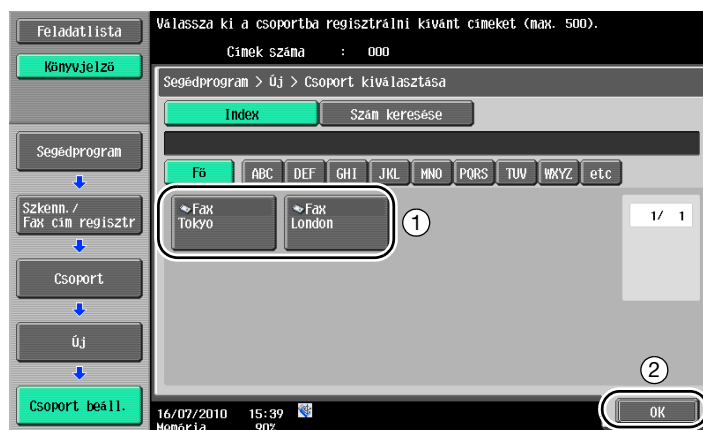 Feladatlista
Könyvjelző
Segédprogram
Szkenn./
Fax cím regisztr
Csoport
Új
Csoport beáll.
Válassza ki a csoportba regisztrálni kívánt címeket (max. 500).
Címek száma : 000
Segédprogram > Új > Csoport kiválasztása
Index Szám keresése
Fő ABC DEF GHI JKL MNO PQRS TUV WXYZ etc
Fax
Tokyo
Fax
London
1
1/ 1
2
OK
16/07/2010 15:39
Memória 90%